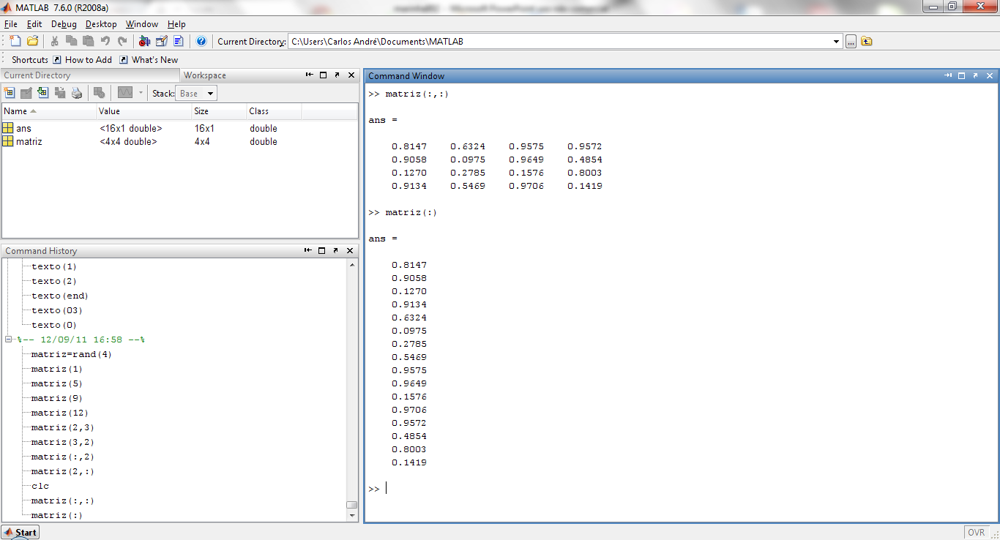 MATLAB 7.6.0 (R2008a)
File Edit Debug Desktop Window Help
Current Directory: C:\Users\Carlos André\Documents\MATLAB
...
Shortcuts How to Add What's New
Current Directory Workspace
Stack: Base
Name Value Size Class
ans <16x1 double> 16x1 double
matriz <4x4 double> 4x4 double
Command History
texto(1)
texto(2)
texto(end)
texto(03)
texto(0)
%-- 12/09/11 16:58 --%
matriz=rand(4)
matriz(1)
matriz(5)
matriz(9)
matriz(12)
matriz(2,3)
matriz(3,2)
matriz(:,2)
matriz(2,:)
clc
matriz(:,:)
matriz(:)
Command Window
>> matriz(:,:)
ans =
0.8147 0.6324 0.9575 0.9572
0.9058 0.0975 0.9649 0.4854
0.1270 0.2785 0.1576 0.8003
0.9134 0.5469 0.9706 0.1419
>> matriz(:)
ans =
0.8147
0.9058
0.1270
0.9134
0.6324
0.0975
0.2785
0.5469
0.9575
0.9649
0.1576
0.9706
0.9572
0.4854
0.8003
0.1419
>>
Start
OVR